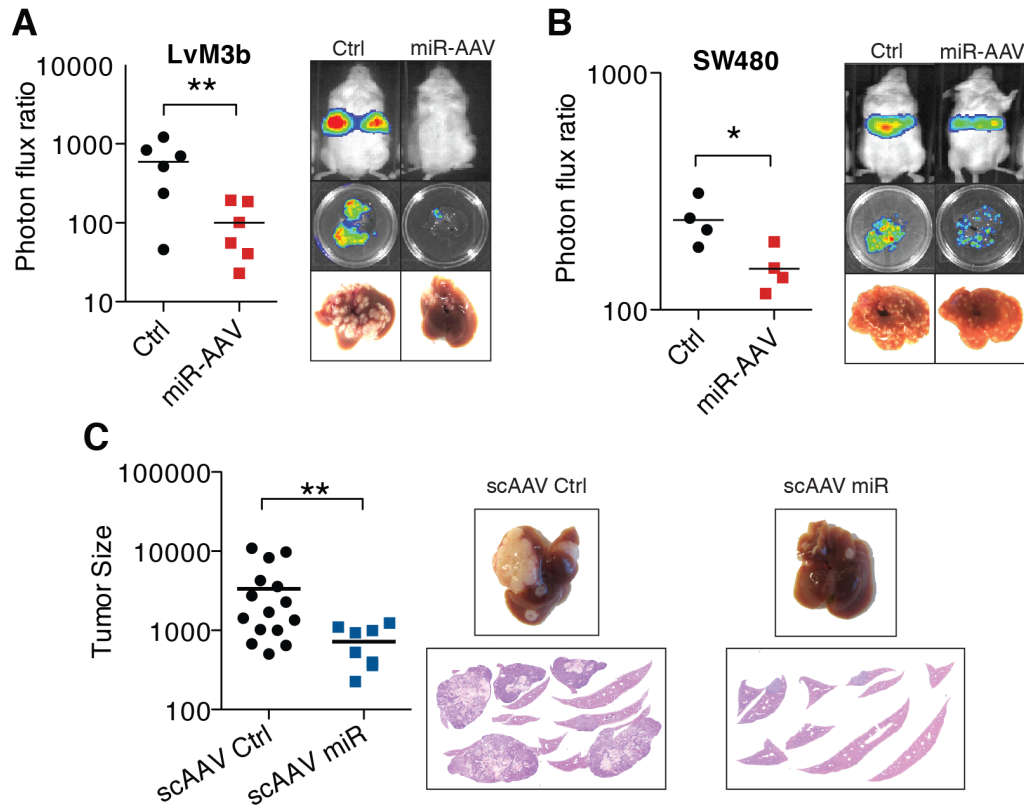 A
LvM3b
Photon flux ratio
10000
1000
100
10
**
Ctrl
miR-AAV
Ctrl
miR-AAV
B
SW480
Photon flux ratio
1000
100
*
Ctrl
miR-AAV
Ctrl
miR-AAV
C
Tumor Size
100000
10000
1000
100
**
scAAV Ctrl
scAAV miR
scAAV Ctrl
scAAV miR